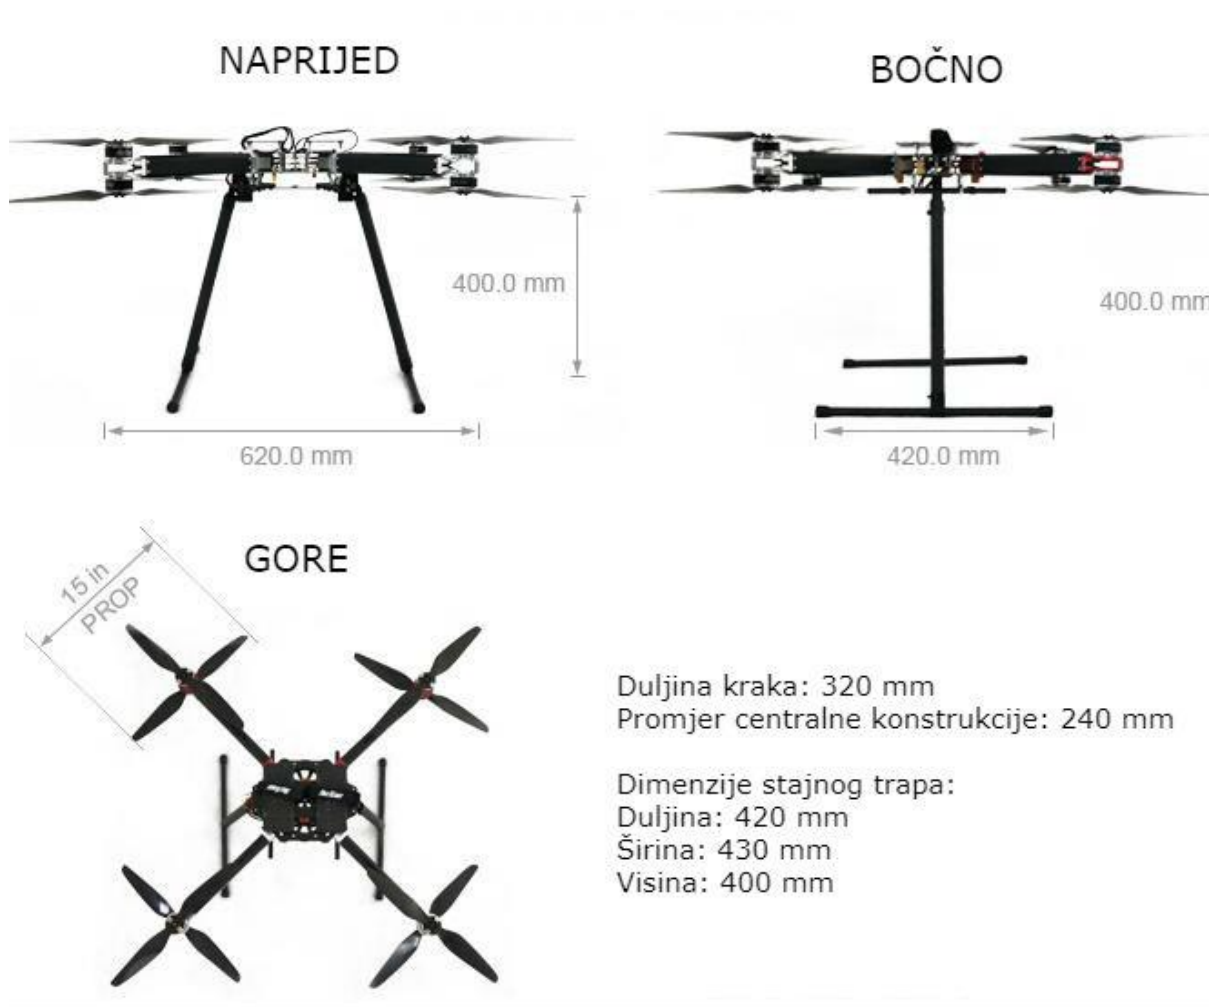 NAPRIJED
BOČNO
400.0 mm
400.0 mm
620.0 mm
420.0 mm
GORE
15 in
PROP
Duljina kraka: 320 mm
Promjer centralne konstrukcije: 240 mm
Dimenzije stajnog trapa:
Duljina: 420 mm
Širina: 430 mm
Visina: 400 mm